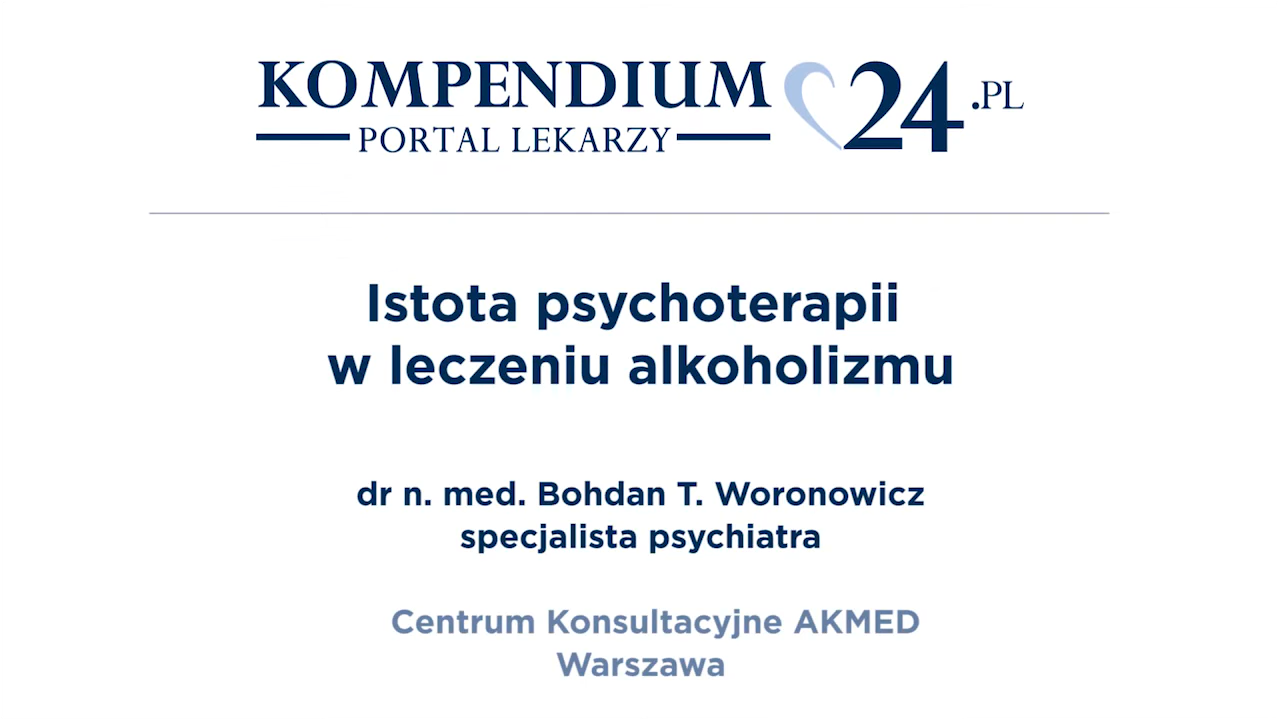 KOMPENDIUM 24.PL
PORTAL LEKARZY
Istota psychoterapii
w leczeniu alkoholizmu
dr n. med. Bohdan T. Woronowicz
specjalista psychiatra
Centrum Konsultacyjne AKMED
Warszawa